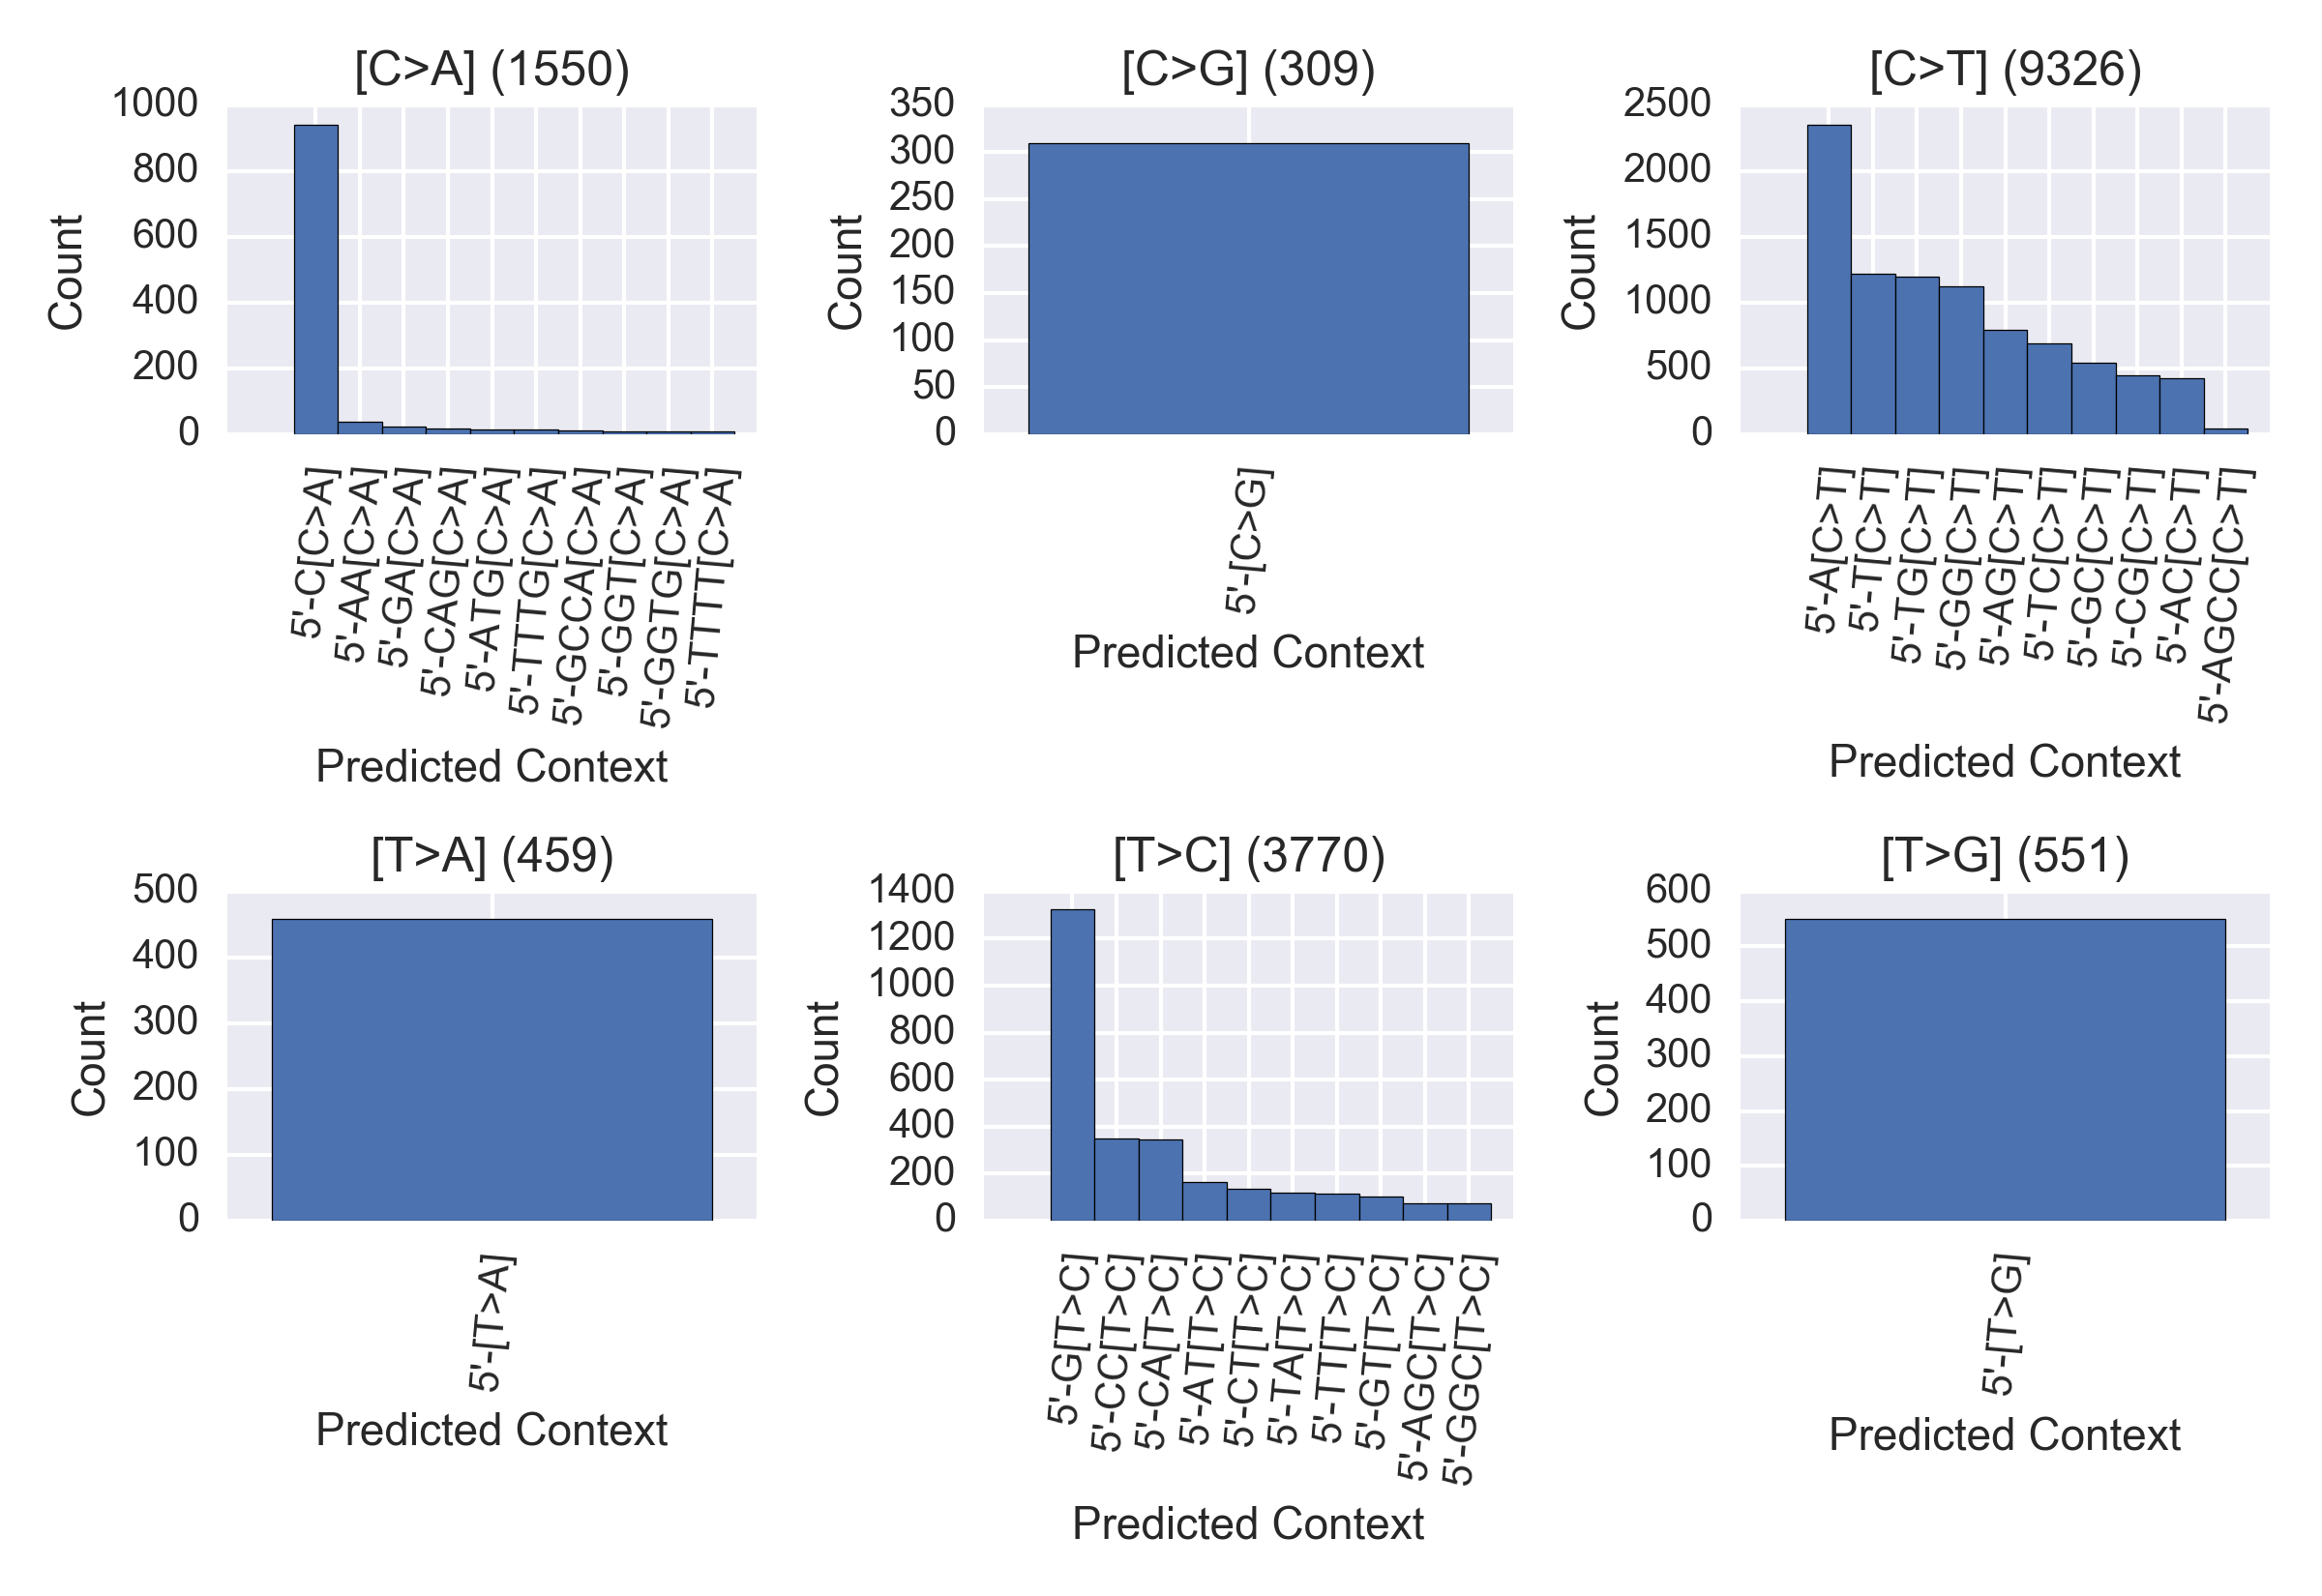 [C>A] (1550)
1000
800
600
400
200
0
Count
5'-C[C>A]
5'-AA[C>A]
5'-GA[C>A]
5'-CAG[C>A]
5'-ATG[C>A]
5'-TTTG[C>A]
5'-GCCA[C>A]
5'-GGT[C>A]
5'-GGTG[C>A]
5'-TTTT[C>A]
Predicted Context
[C>G] (309)
350
300
250
200
150
100
50
0
Count
5'-[C>G]
Predicted Context
[C>T] (9326)
2500
2000
1500
1000
500
0
Count
5'-A[C>T]
5'-T[C>T]
5'-TG[C>T]
5'-GG[C>T]
5'-AG[C>T]
5'-TC[C>T]
5'-GC[C>T]
5'-CG[C>T]
5'-AC[C>T]
5'-AGCC[C>T]
Predicted Context
[T>A] (459)
500
400
300
200
100
0
Count
5'-[T>A]
Predicted Context
[T>C] (3770)
1400
1200
1000
800
600
400
200
0
Count
5'-G[T>C]
5'-CC[T>C]
5'-CA[T>C]
5'-AT[T>C]
5'-CT[T>C]
5'-TA[T>C]
5'-TT[T>C]
5'-GT[T>C]
5'-AGC[T>C]
5'-GGC[T>C]
Predicted Context
[T>G] (551)
600
500
400
300
200
100
0
Count
5'-[T>G]
Predicted Context